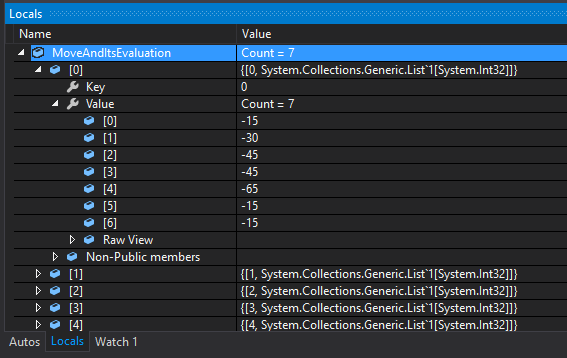 Locals
Name Value
MoveAndItsEvaluation Count = 7
[0] {[0, System.Collections.Generic.List`1[System.Int32]]}
Key 0
Value Count = 7
[0] -15
[1] -30
[2] -45
[3] -45
[4] -65
[5] -15
[6] -15
Raw View
Non-Public members
[1] {[1, System.Collections.Generic.List`1[System.Int32]]}
[2] {[2, System.Collections.Generic.List`1[System.Int32]]}
[3] {[3, System.Collections.Generic.List`1[System.Int32]]}
[4] {[4, System.Collections.Generic.List`1[System.Int32]]}
Autos Locals Watch 1